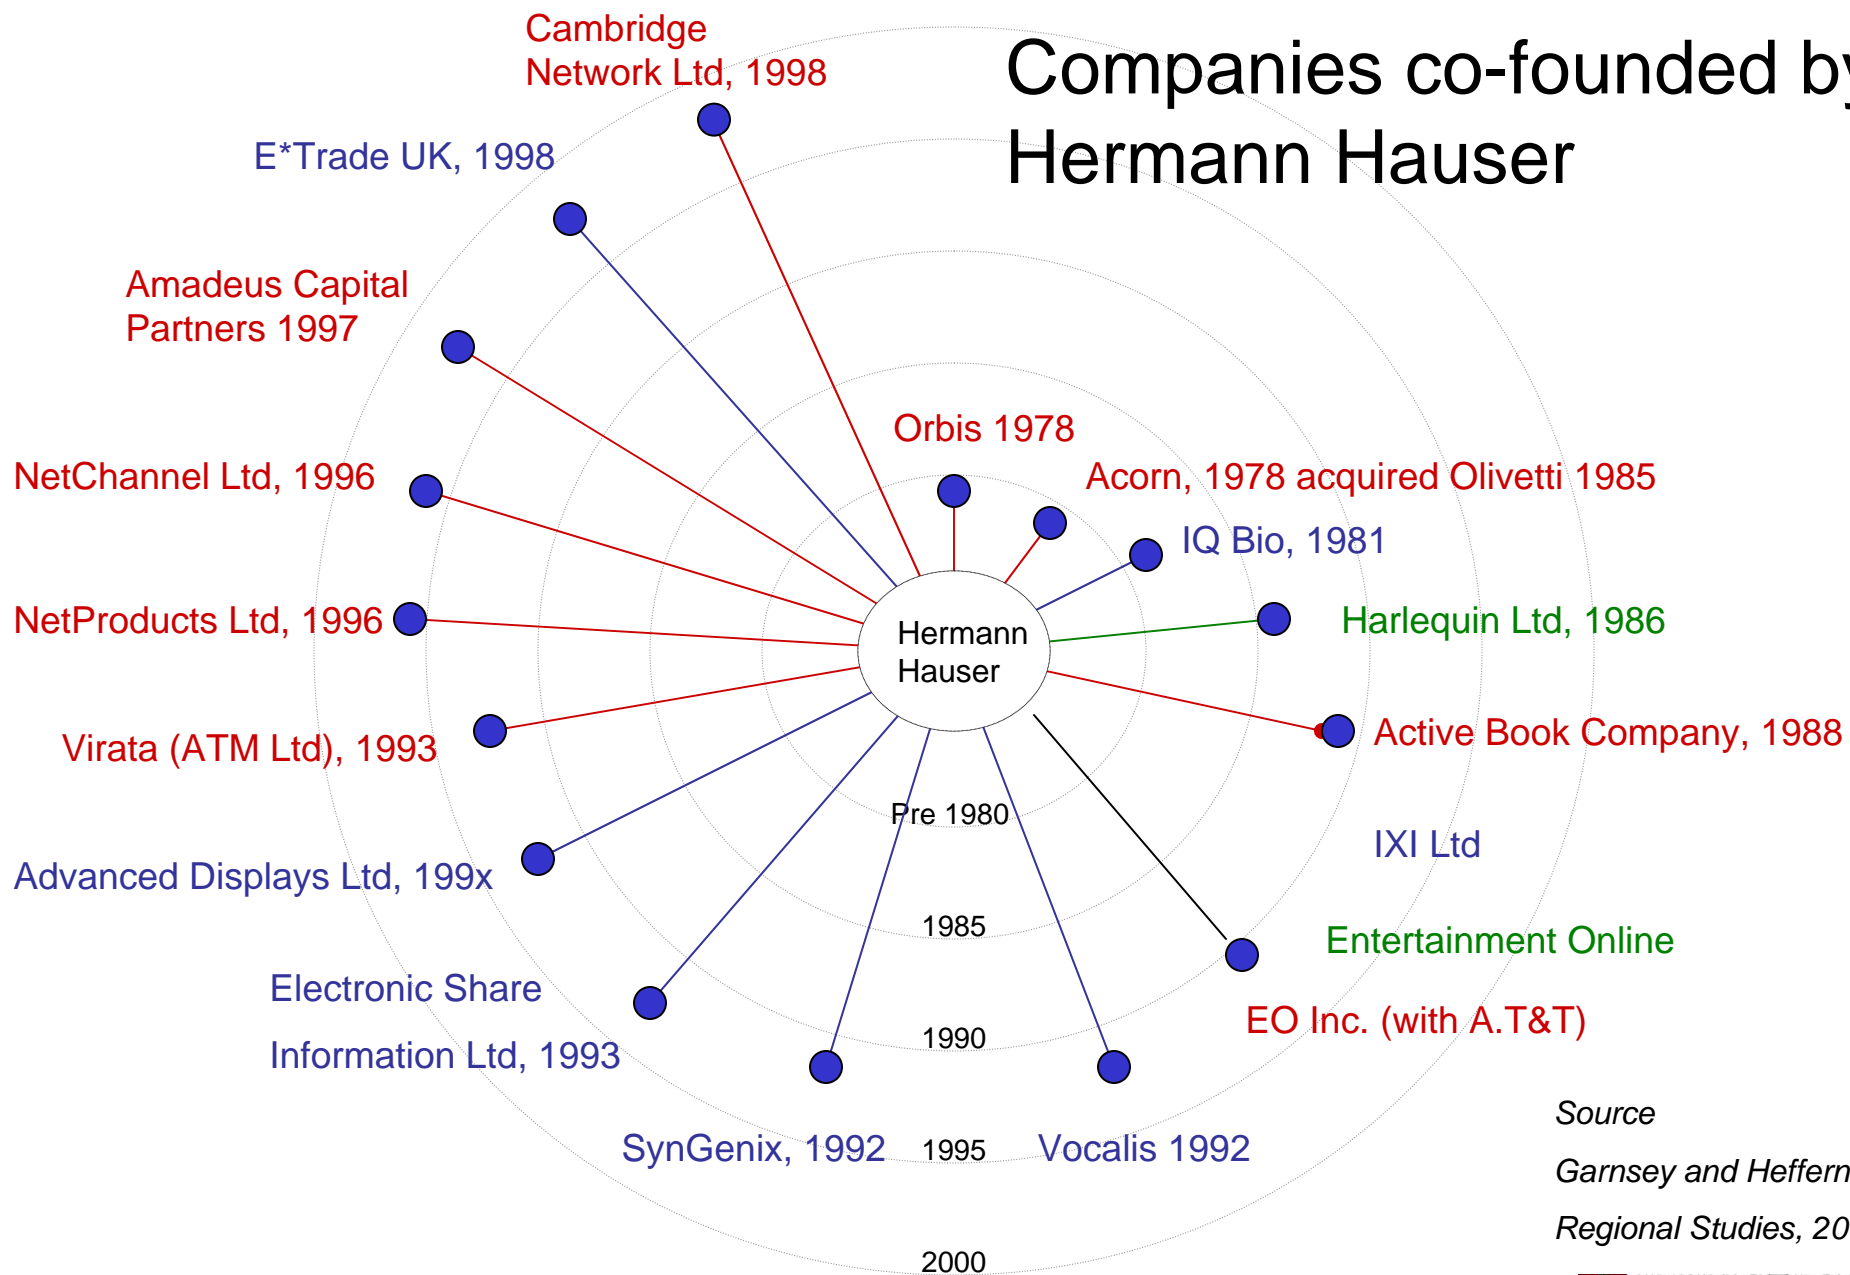 Companies co-founded by
Hermann Hauser
Cambridge
Network Ltd, 1998
E*Trade UK, 1998
Amadeus Capital
Partners 1997
NetChannel Ltd, 1996
NetProducts Ltd, 1996
Virata (ATM Ltd), 1993
Advanced Displays Ltd, 199x
Electronic Share
Information Ltd, 1993
SynGenix, 1992
Vocalis 1992
Orbis 1978
Acorn, 1978 acquired Olivetti 1985
IQ Bio, 1981
Harlequin Ltd, 1986
Active Book Company, 1988
IXI Ltd
Entertainment Online
EO Inc. (with A.T&T)
Hermann
Hauser
Pre 1980
1985
1990
1995
2000
Source
Garnsey and Heffern
Regional Studies, 20